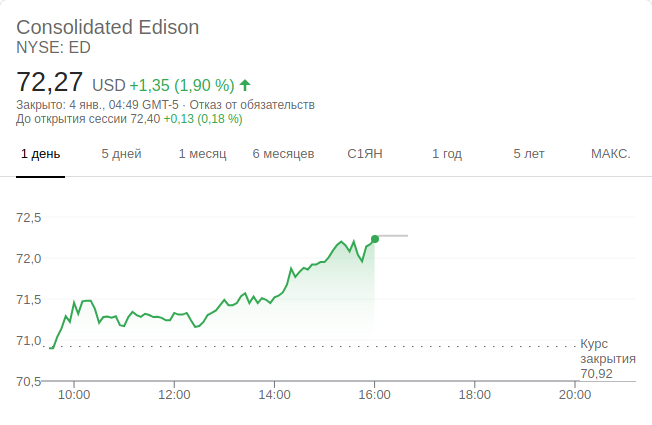 Consolidated Edison
NYSE: ED
72,27 USD +1,35 (1,90 %)
Закрыто: 4 янв., 04:49 GMT-5 · Отказ от обязательств
До открытия сессии 72,40 +0,13 (0,18 %)
1 день 5 дней 1 месяц 6 месяцев С1ЯН 1 год 5 лет МАКС.
72,5
72,0
71,5
71,0
Курс
закрытия
70,92
70,5
10:00 12:00 14:00 16:00 18:00 20:00